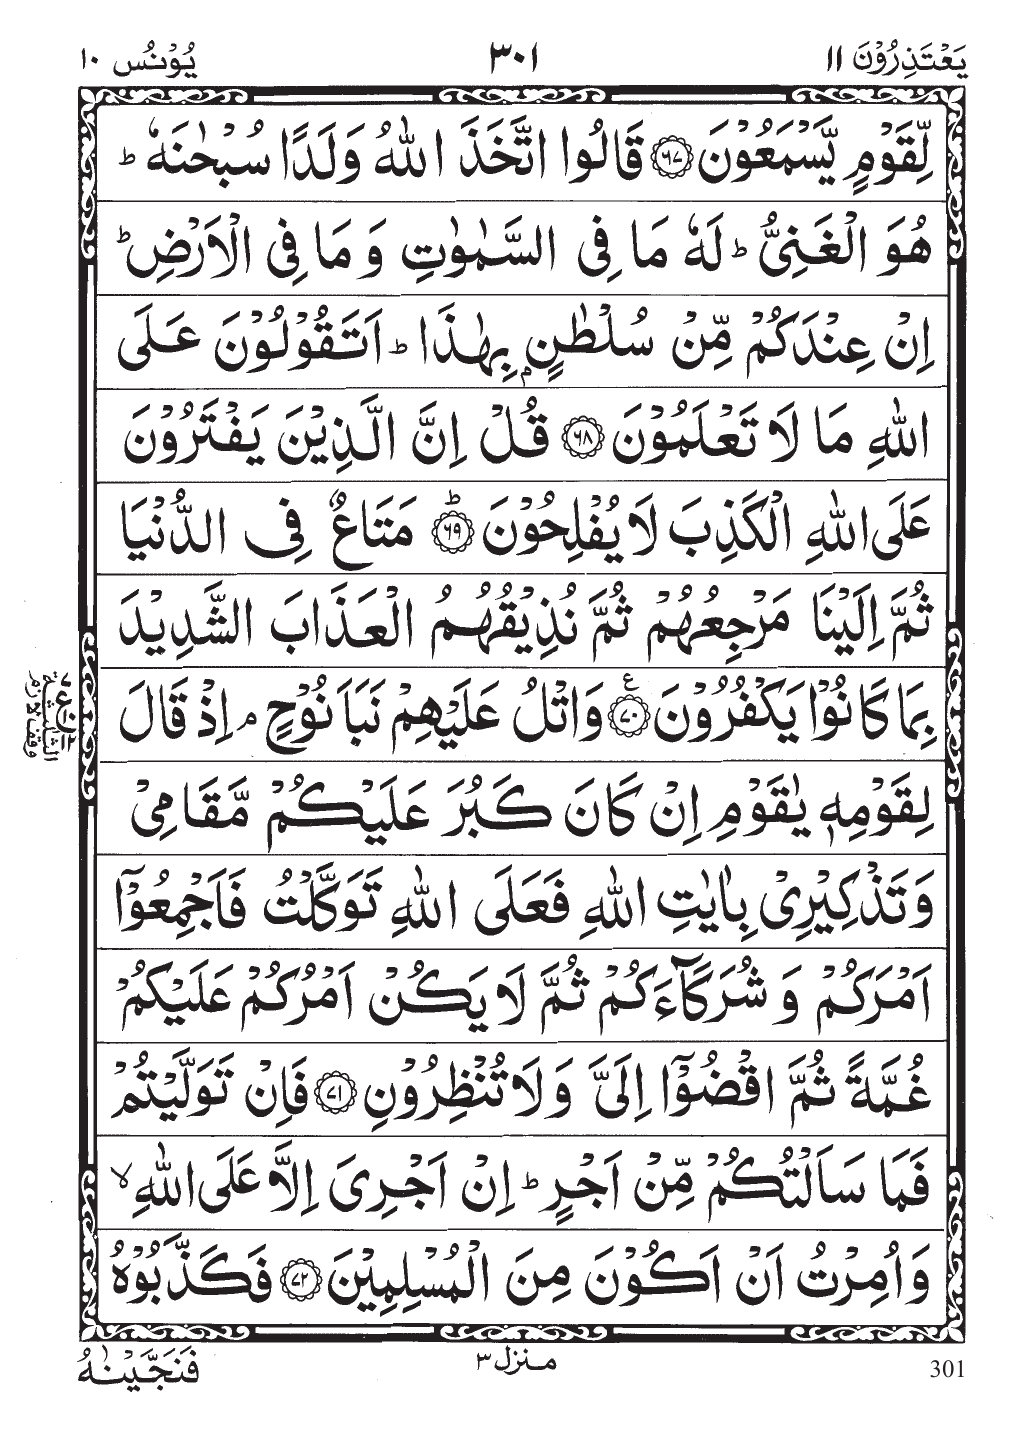 يَعْتَذِرُوْنَ ١١ ٣٠١ يُوْنُس ١٠
لِّقَوْمٍ يَّسْمَعُوْنَ ﴿٦٧﴾ قَالُوا اتَّخَذَ اللّٰهُ وَلَدًا سُبْحٰنَهٗ ؕ
هُوَ الْغَنِىُّ ؕ لَهٗ مَا فِى السَّمٰوٰتِ وَ مَا فِى الْاَرْضِ ؕ
اِنْ عِنْدَكُمْ مِّنْ سُلْطٰنٍۭ بِهٰذَا ؕ اَتَقُوْلُوْنَ عَلَى
اللّٰهِ مَا لَا تَعْلَمُوْنَ ﴿٦٨﴾ قُلْ اِنَّ الَّذِيْنَ يَفْتَرُوْنَ
عَلَى اللّٰهِ الْكَذِبَ لَا يُفْلِحُوْنَ ؕ﴿٦٩﴾ مَتَاعٌ فِى الدُّنْيَا
ثُمَّ اِلَيْنَا مَرْجِعُهُمْ ثُمَّ نُذِيْقُهُمُ الْعَذَابَ الشَّدِيْدَ
بِمَا كَانُوْا يَكْفُرُوْنَ ﴿٧٠﴾ ع وَاتْلُ عَلَيْهِمْ نَبَاَ نُوْحٍ ۘ اِذْ قَالَ
لِقَوْمِهٖ يٰقَوْمِ اِنْ كَانَ كَبُرَ عَلَيْكُمْ مَّقَامِىْ
وَتَذْكِيْرِىْ بِاٰيٰتِ اللّٰهِ فَعَلَى اللّٰهِ تَوَكَّلْتُ فَاَجْمِعُوْۤا
اَمْرَكُمْ وَ شُرَكَآءَكُمْ ثُمَّ لَا يَكُنْ اَمْرُكُمْ عَلَيْكُمْ
غُمَّةً ثُمَّ اقْضُوْۤا اِلَىَّ وَلَا تُنْظِرُوْنِ ﴿٧١﴾ فَاِنْ تَوَلَّيْتُمْ
فَمَا سَاَلْتُكُمْ مِّنْ اَجْرٍ ؕ اِنْ اَجْرِىَ اِلَّا عَلَى اللّٰهِ ۙ
وَاُمِرْتُ اَنْ اَكُوْنَ مِنَ الْمُسْلِمِيْنَ ﴿٧٢﴾ فَكَذَّبُوْهُ
فَنَجَّيْنٰهُ منزل ٣ 301